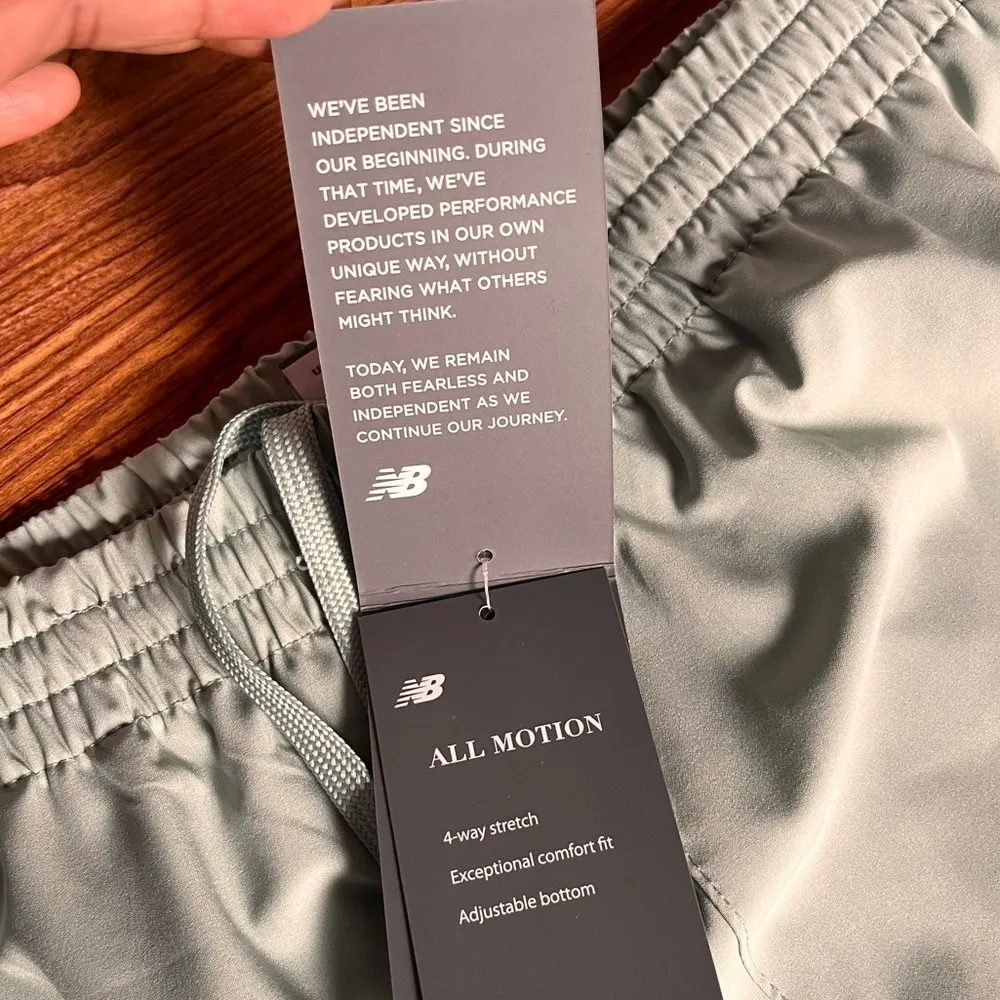 WE'VE BEEN
INDEPENDENT SINCE
OUR BEGINNING. DURING
THAT TIME, WE'VE
DEVELOPED PERFORMANCE
PRODUCTS IN OUR OWN
UNIQUE WAY, WITHOUT
FEARING WHAT OTHERS
MIGHT THINK.
TODAY, WE REMAIN
BOTH FEARLESS AND
INDEPENDENT AS WE
CONTINUE OUR JOURNEY.
NB
NB
ALL MOTION
4-way stretch
Exceptional comfort fit
Adjustable bottom